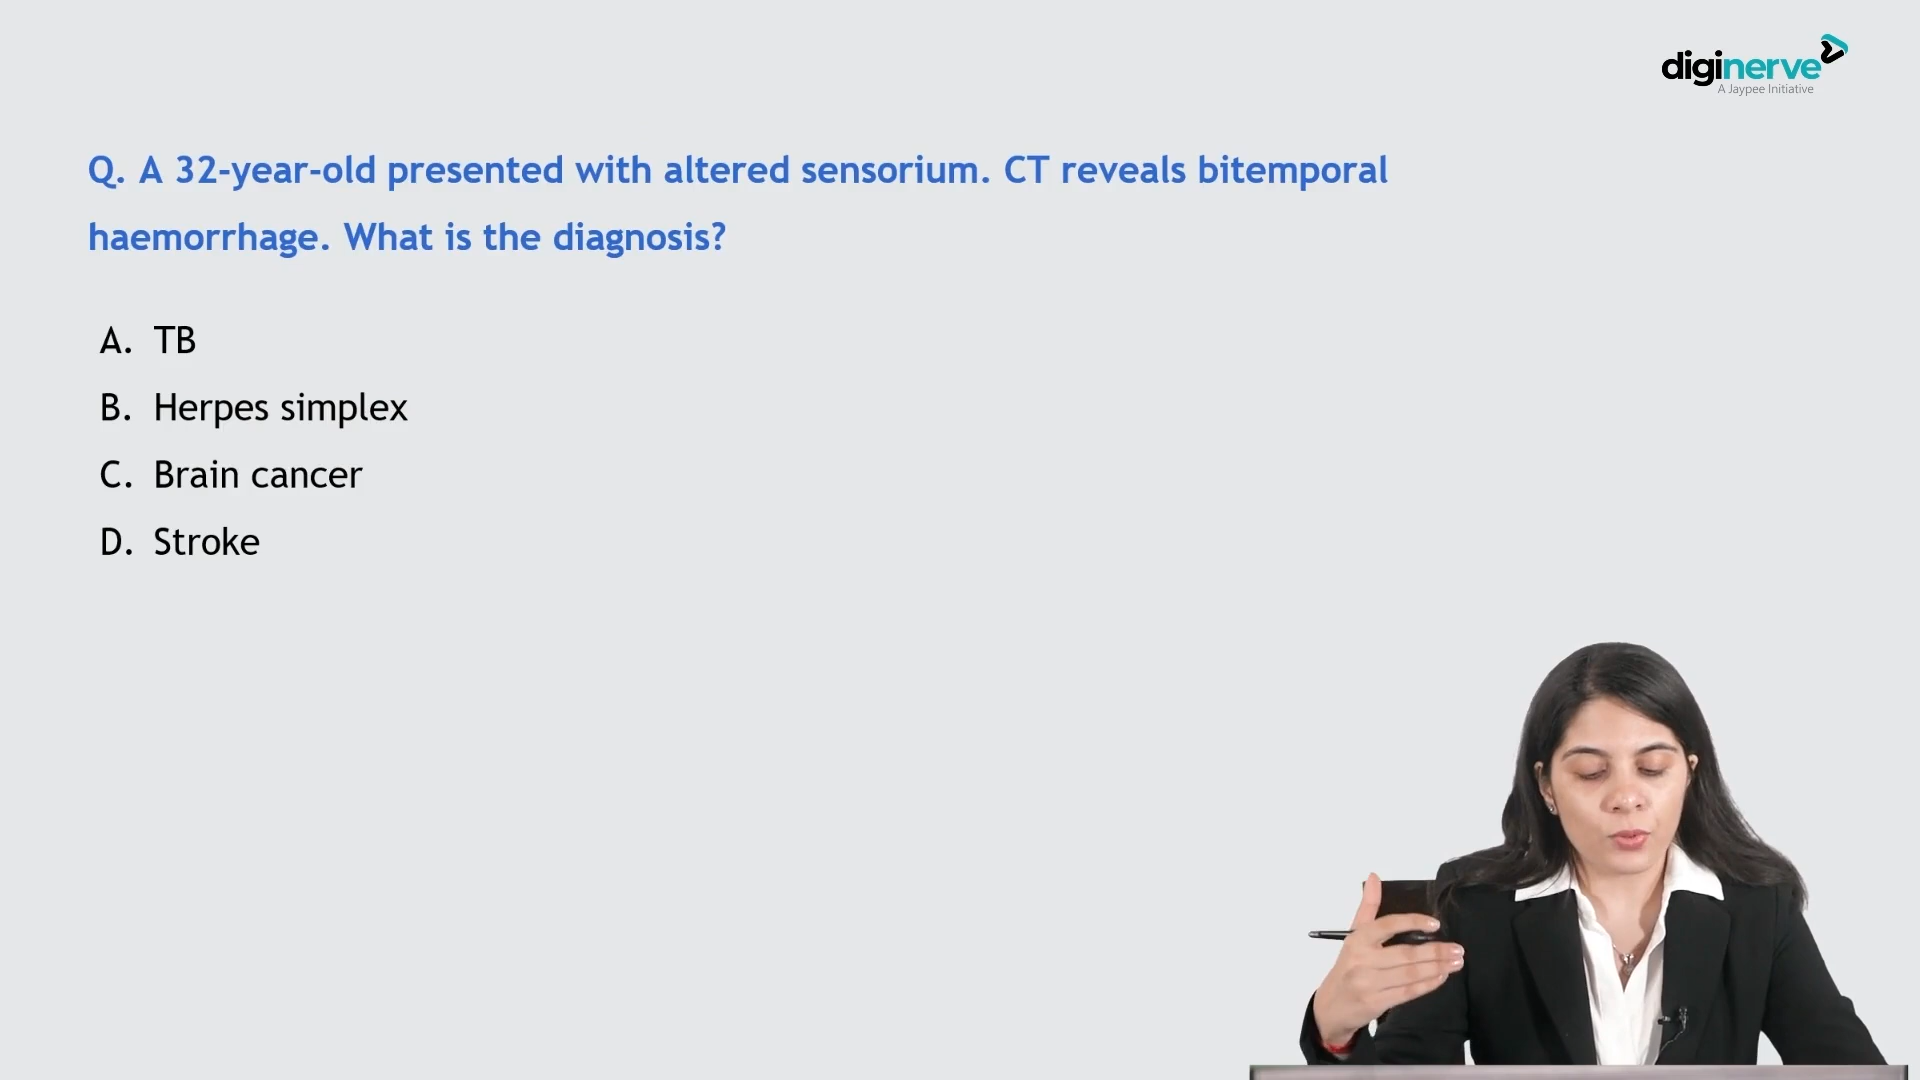 diginerve
A Jaypee Initiative
Q. A 32-year-old presented with altered sensorium. CT reveals bitemporal
haemorrhage. What is the diagnosis?
A. TB
B. Herpes simplex
C. Brain cancer
D. Stroke